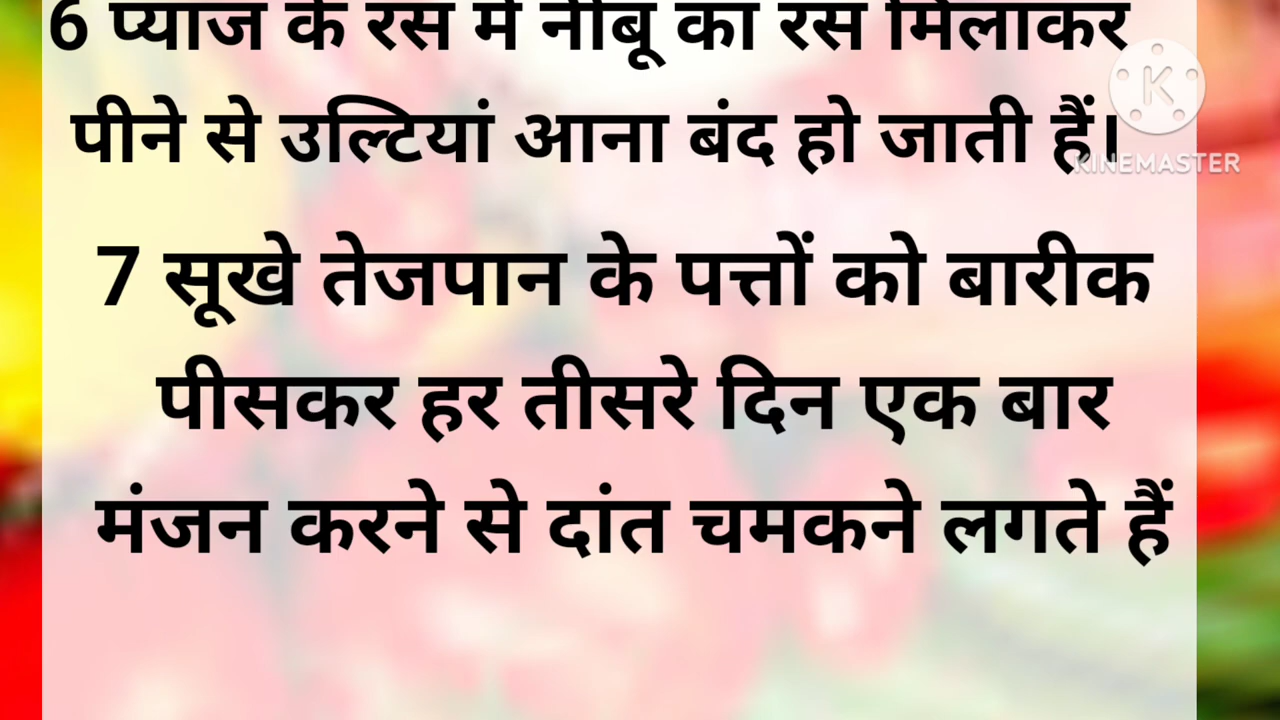 6 प्याज के रस में नींबू का रस मिलाकर
पीने से उल्टियां आना बंद हो जाती हैं।
7 सूखे तेजपान के पत्तों को बारीक
पीसकर हर तीसरे दिन एक बार
मंजन करने से दांत चमकने लगते हैं
K
KINEMASTER